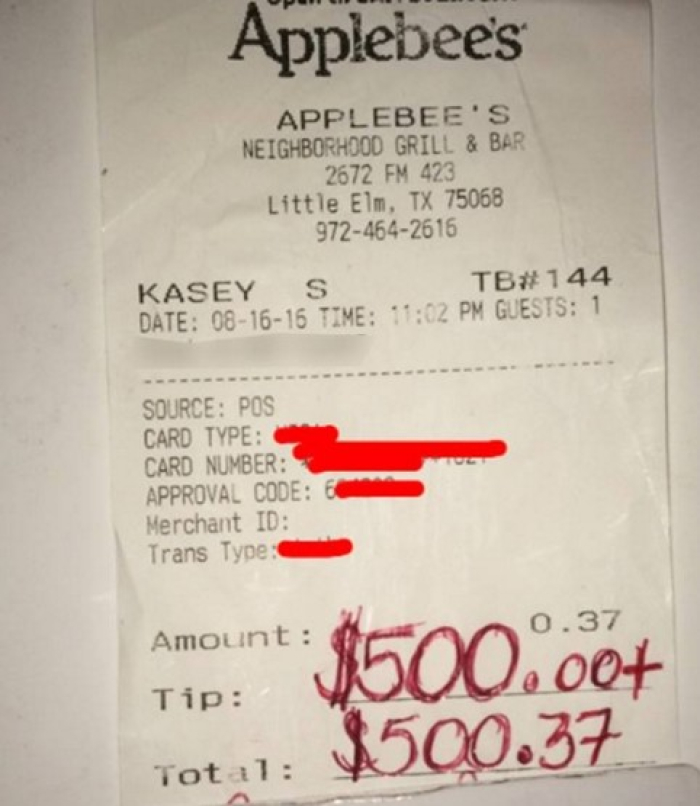 Applebee's
APPLEBEE'S
NEIGHBORHOOD GRILL & BAR
2672 FM 423
Little Elm, TX 75068
972-464-2616
KASEY S TB#144
DATE: 08-16-16 TIME: 11:02 PM GUESTS: 1
SOURCE: POS
CARD TYPE:
CARD NUMBER:
APPROVAL CODE: 6
Merchant ID:
Trans Type:
Amount: 0.37
Tip: $500.00+
Total: $500.37